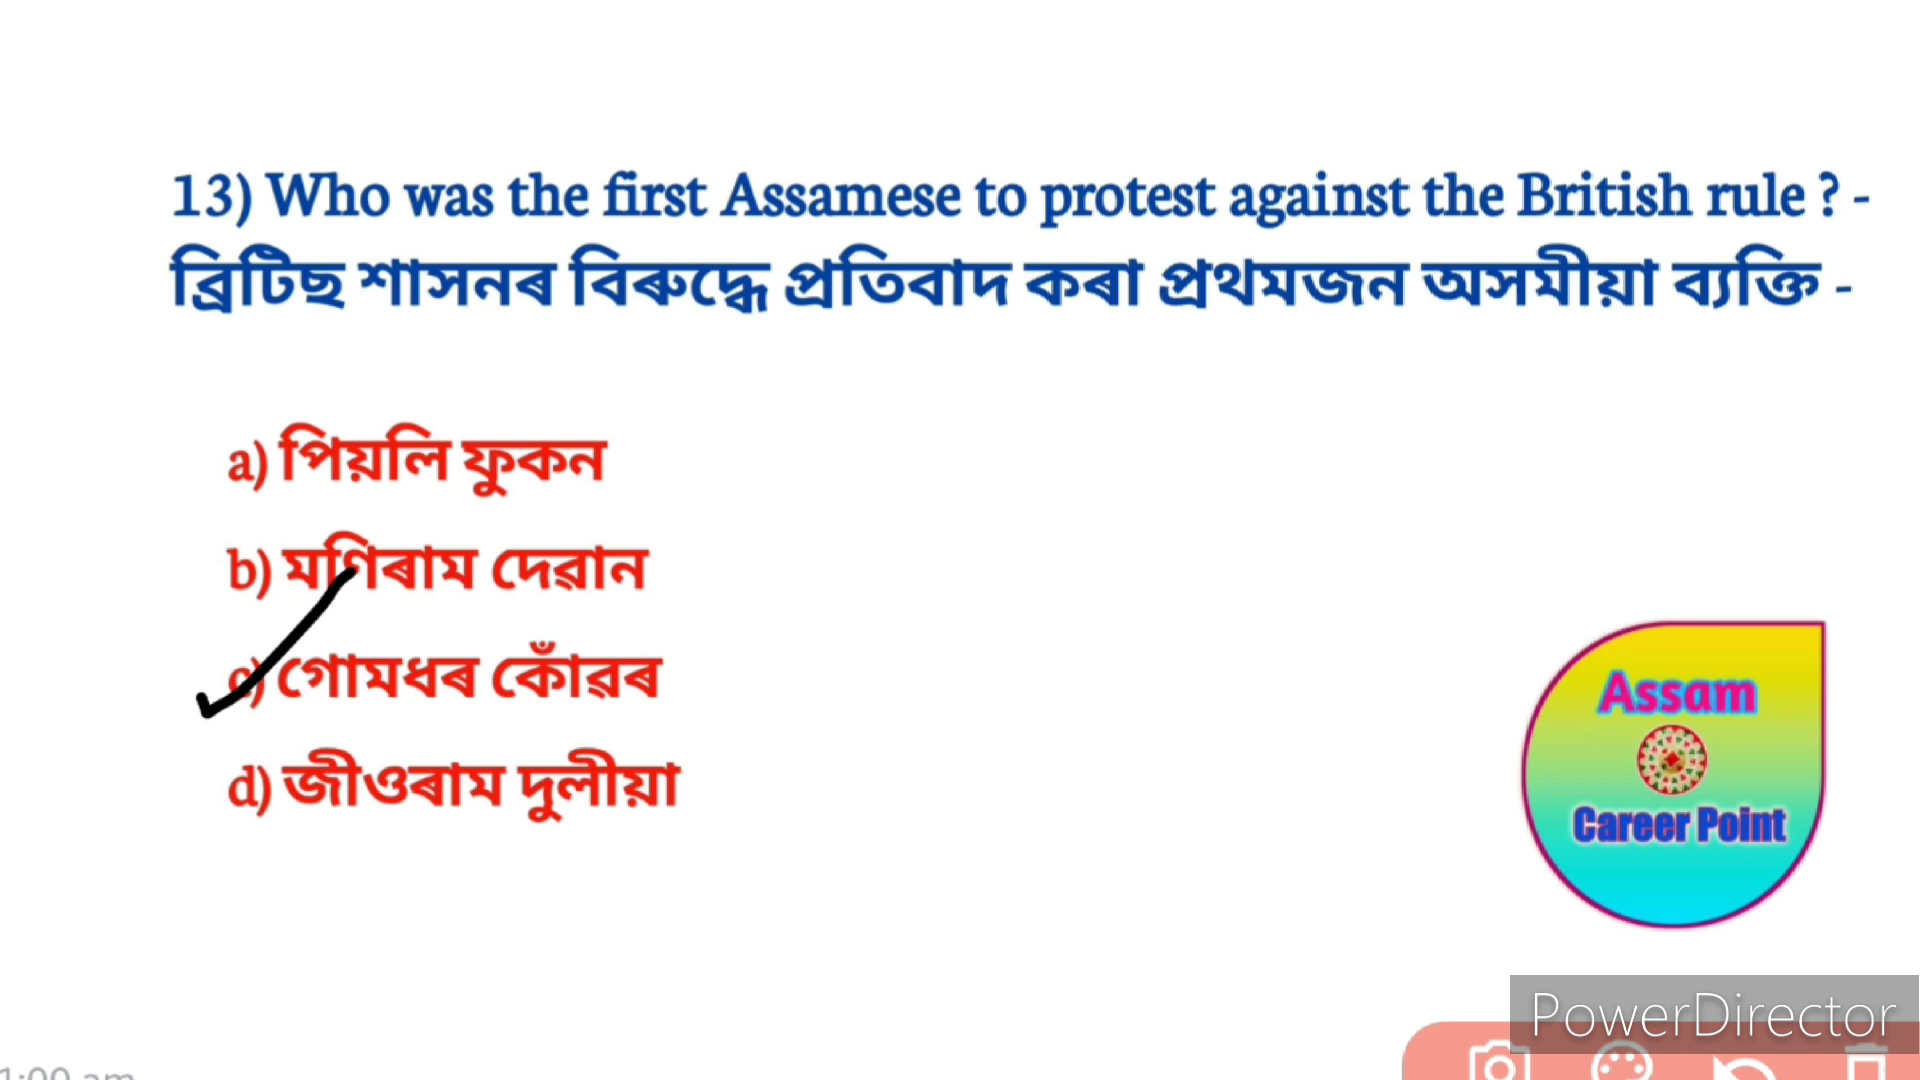 13) Who was the first Assamese to protest against the British rule ? -
ব্ৰিটিছ শাসনৰ বিৰুদ্ধে প্ৰতিবাদ কৰা প্ৰথমজন অসমীয়া ব্যক্তি -
a) পিয়লি ফুকন
b) মণিৰাম দেৱান
c) গোমধৰ কোঁৱৰ
d) জীওৰাম দুলীয়া
Assam
Career Point
PowerDirector